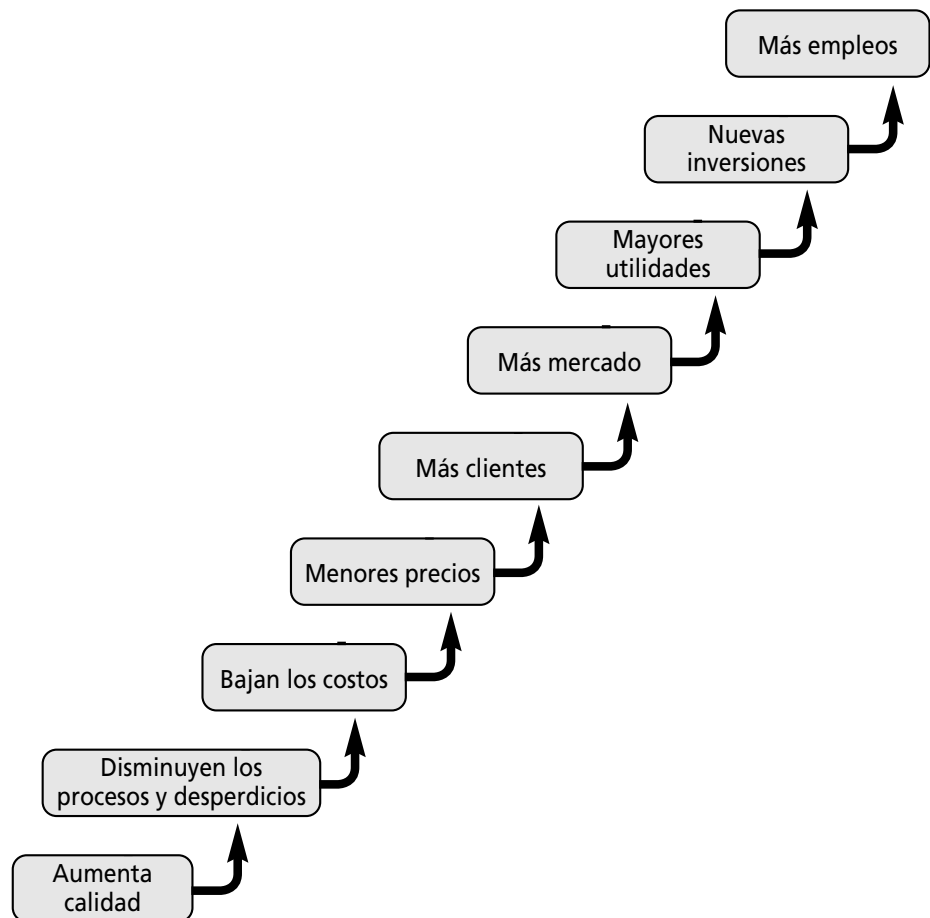 Más empleos
Nuevas
inversiones
Mayores
utilidades
Más mercado
Más clientes
Menores precios
Bajan los costos
Disminuyen los
procesos y desperdicios
Aumenta
calidad